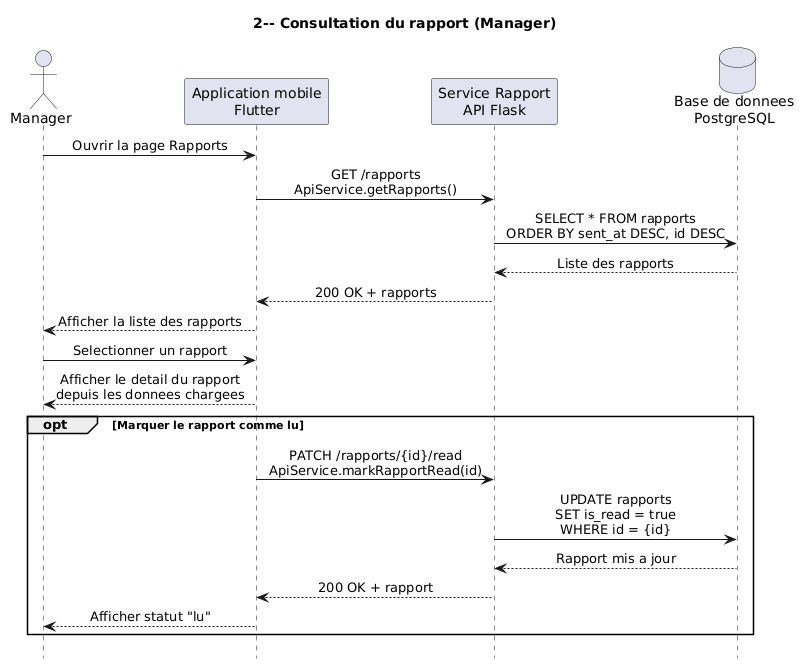 2-- Consultation du rapport (Manager)
Manager
Application mobile
Flutter
Service Rapport
API Flask
Base de donnees
PostgreSQL
Ouvrir la page Rapports
GET /rapports
ApiService.getRapports()
SELECT * FROM rapports
ORDER BY sent_at DESC, id DESC
Liste des rapports
200 OK + rapports
Afficher la liste des rapports
Selectionner un rapport
Afficher le detail du rapport
depuis les donnees chargees
opt [Marquer le rapport comme lu]
PATCH /rapports/{id}/read
ApiService.markRapportRead(id)
UPDATE rapports
SET is_read = true
WHERE id = {id}
Rapport mis a jour
200 OK + rapport
Afficher statut "lu"